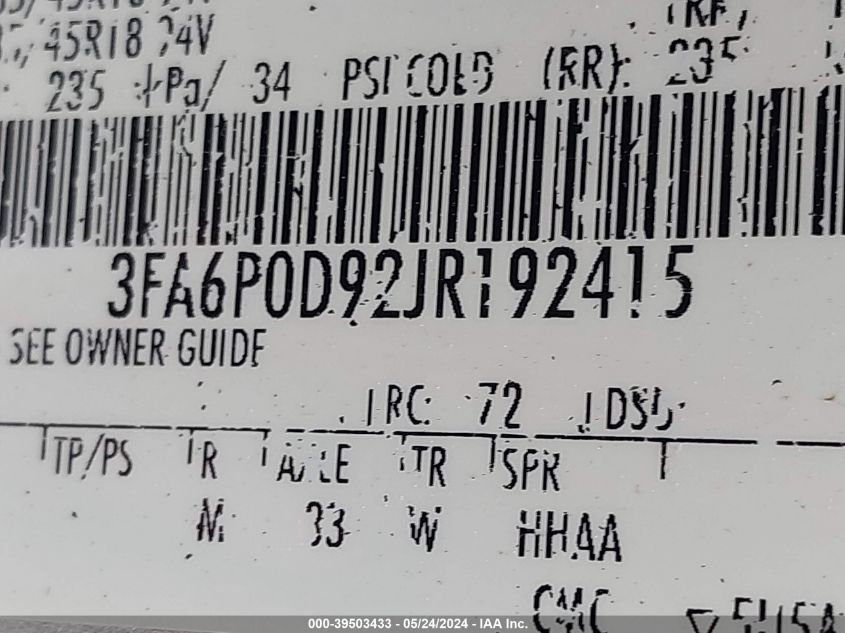 45R18 94V
(RF):
235 kPa/ 34 PSI COLD (RR): 235
3FA6P0D92JR192415
SEE OWNER GUIDE
RC: 72 DSO:
TP/PS R AXLE TR SPR
M 33 W HHAA
000-39503433 - 05/24/2024 - IAA Inc.